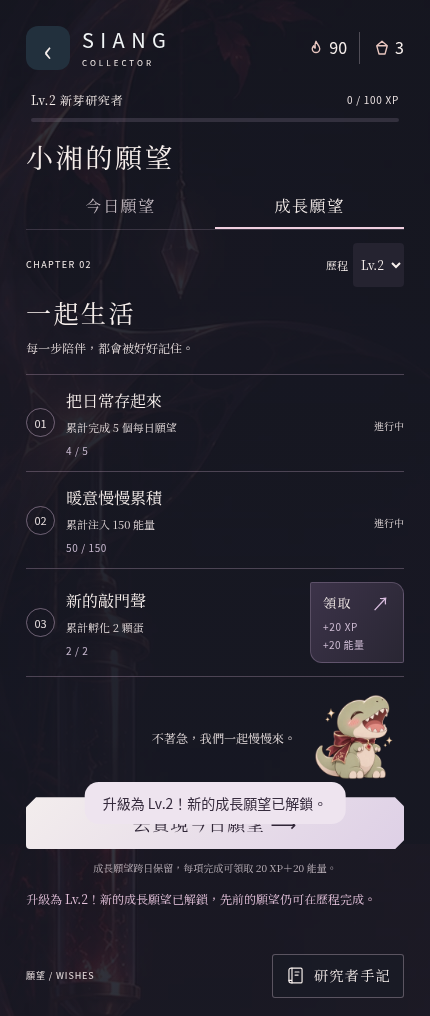 ‹
SIANG
COLLECTOR
90
3
Lv.2 新芽研究者
0 / 100 XP
小湘的願望
今日願望
成長願望
CHAPTER 02
歷程
Lv.2
一起生活
每一步陪伴，都會被好好記住。
01
把日常存起來
累計完成 5 個每日願望
4 / 5
進行中
02
暖意慢慢累積
累計注入 150 能量
50 / 150
進行中
03
新的敲門聲
累計孵化 2 顆蛋
2 / 2
領取 ↗
+20 XP
+20 能量
不著急，我們一起慢慢來。
升級為 Lv.2！新的成長願望已解鎖。
去實現今日願望 ⟶
成長願望跨日保留，每項完成可領取 20 XP＋20 能量。
升級為 Lv.2！新的成長願望已解鎖，先前的願望仍可在歷程完成。
願望 / WISHES
研究者手記